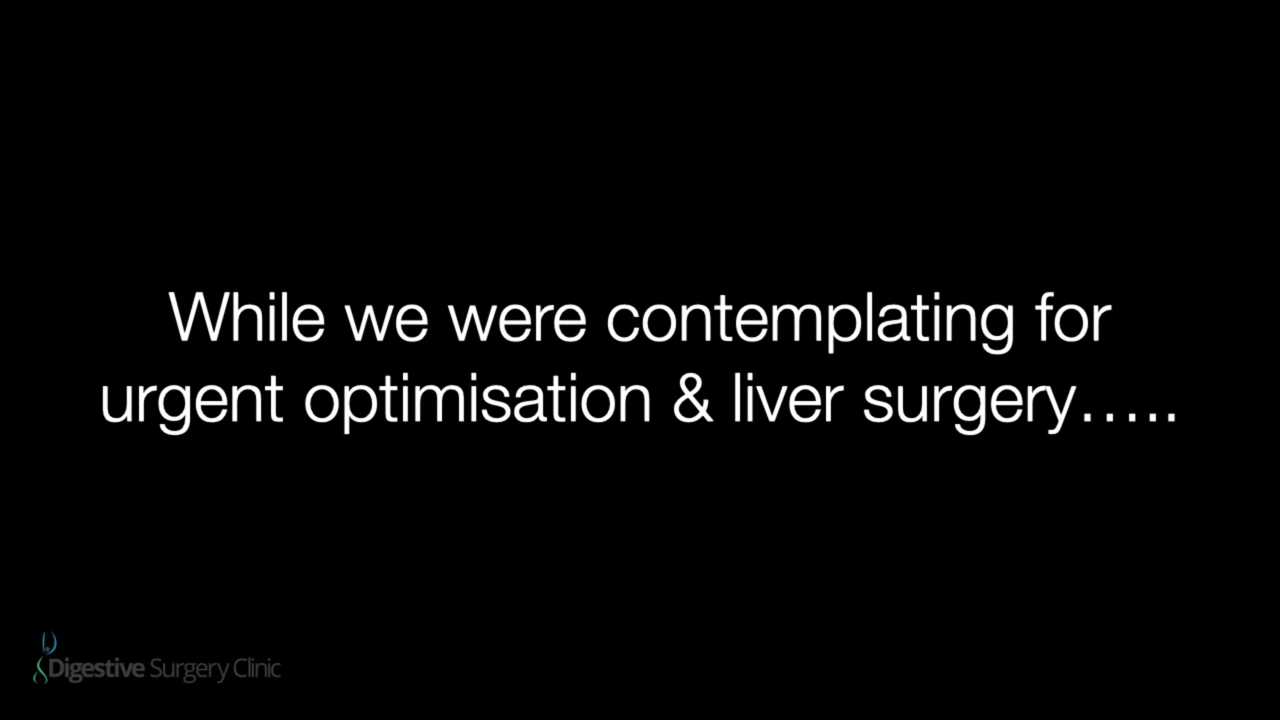 While we were contemplating for
urgent optimisation & liver surgery…..
Digestive Surgery Clinic